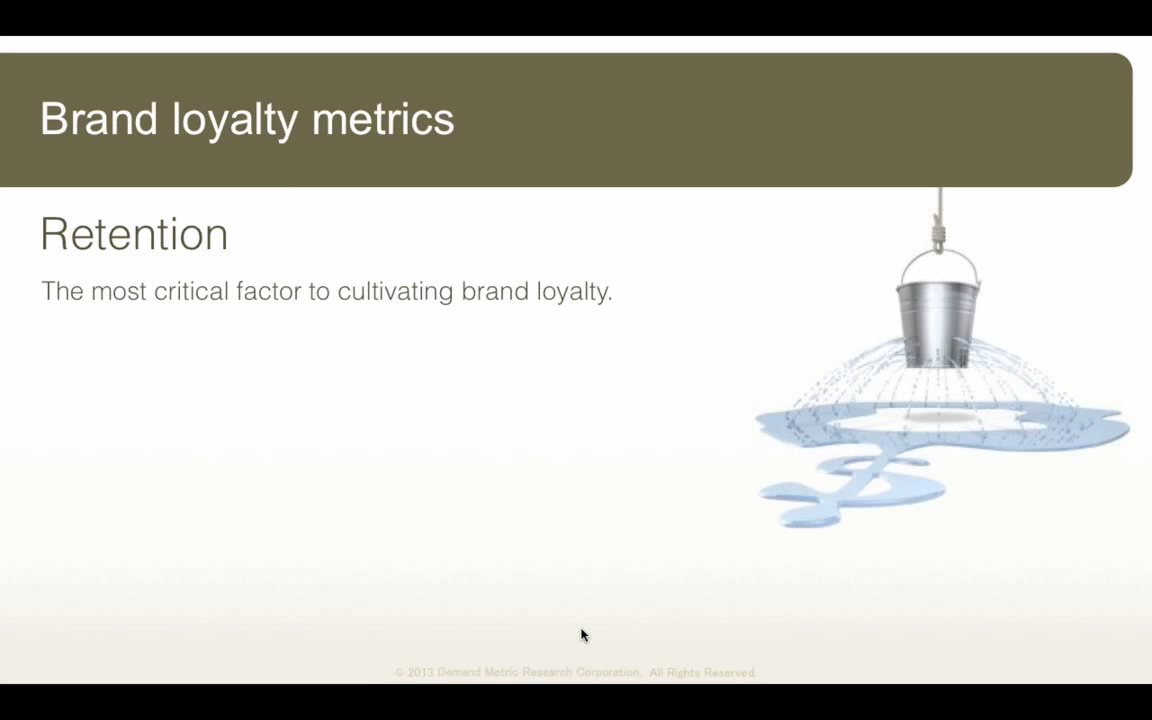 Brand loyalty metrics
Retention
The most critical factor to cultivating brand loyalty.
© 2013 Demand Metric Research Corporation. All Rights Reserved.